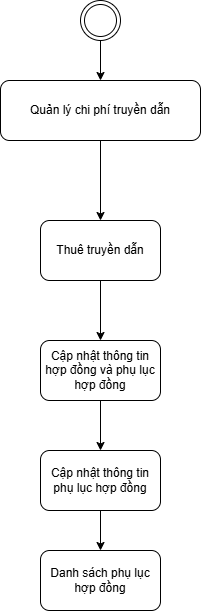 Quản lý chi phí truyền dẫn
Thuê truyền dẫn
Cập nhật thông tin
hợp đồng và phụ lục
hợp đồng
Cập nhật thông tin
phụ lục hợp đồng
Danh sách phụ lục
hợp đồng